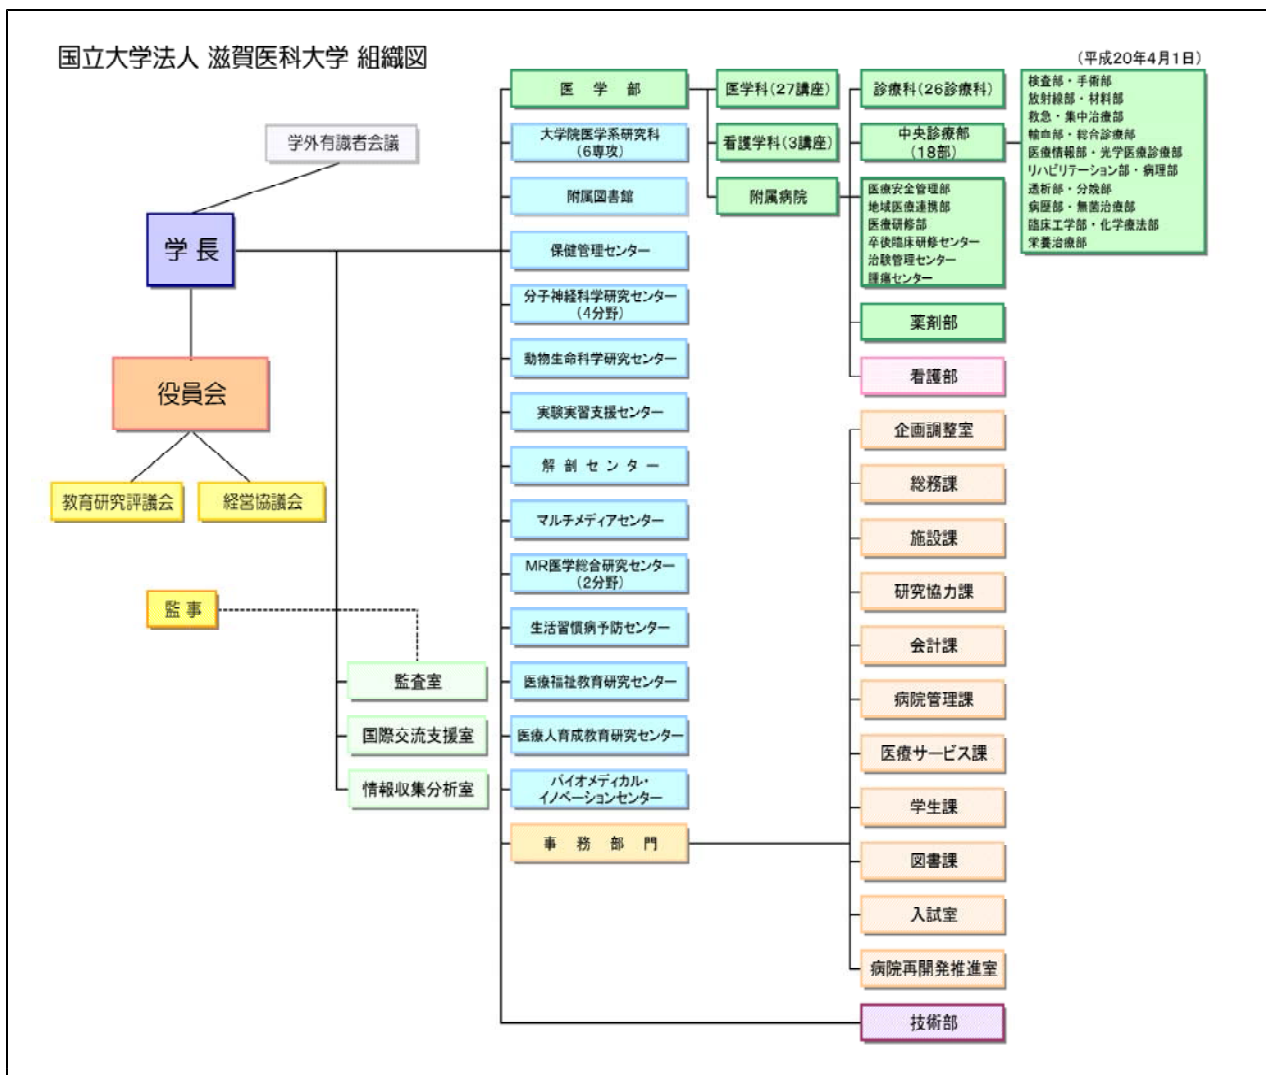 国立大学法人 滋賀医科大学 組織図
(平成20年4月1日)
学外有識者会議
学長
役員会
教育研究評議会
経営協議会
監事
監査室
国際交流支援室
情報収集分析室
医学部
大学院医学系研究科
(6専攻)
附属図書館
保健管理センター
分子神経科学研究センター
(4分野)
動物生命科学研究センター
実験実習支援センター
解剖センター
マルチメディアセンター
MR医学総合研究センター
(2分野)
生活習慣病予防センター
医療福祉教育研究センター
医療人育成教育研究センター
バイオメディカル・
イノベーションセンター
事務部門
医学科(27講座)
看護学科(3講座)
附属病院
診療科(26診療科)
中央診療部
(18部)
医療安全管理部
地域医療連携部
医療研修部
卒後臨床研修センター
治験管理センター
腫瘍センター
薬剤部
看護部
企画調整室
総務課
施設課
研究協力課
会計課
病院管理課
医療サービス課
学生課
図書課
入試室
病院再開発推進室
技術部
検査部・手術部
放射線部・材料部
救急・集中治療部
輸血部・総合診療部
医療情報部・光学医療診療部
リハビリテーション部・病理部
透析部・分娩部
病歴部・無菌治療部
臨床工学部・化学療法部
栄養治療部